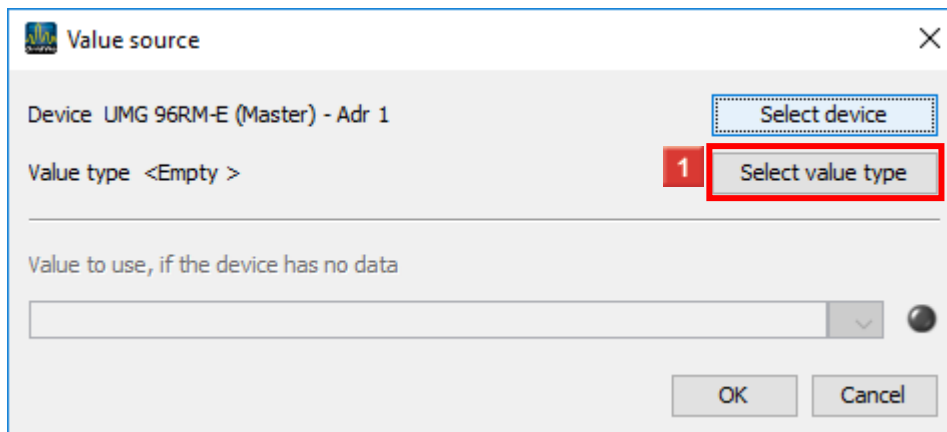 Value source
Device UMG 96RM-E (Master) - Adr 1
Select device
Value type <Empty >
1
Select value type
Value to use, if the device has no data
OK
Cancel